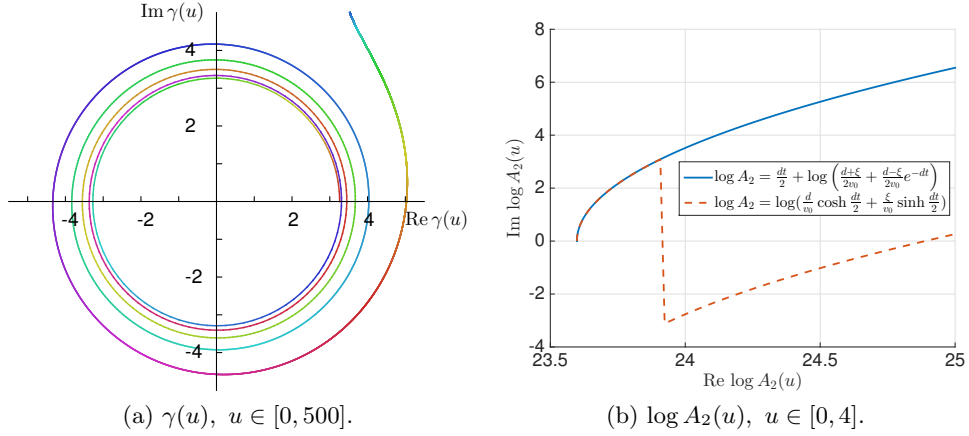 Im γ(u)
4
2
-4 -2 2 4
Re γ(u)
-2
-4
(a) γ(u), u ∈ [0, 500].
Im log A₂(u)
8
6
4
2
0
-2
-4
log A₂ = dt/2 + log( (d+ξ)/(2v₀) + (d−ξ)/(2v₀) e^{−dt} )
log A₂ = log( d/v₀ cosh dt/2 + ξ/v₀ sinh dt/2 )
23.5 24 24.5 25
Re log A₂(u)
(b) log A₂(u), u ∈ [0, 4].